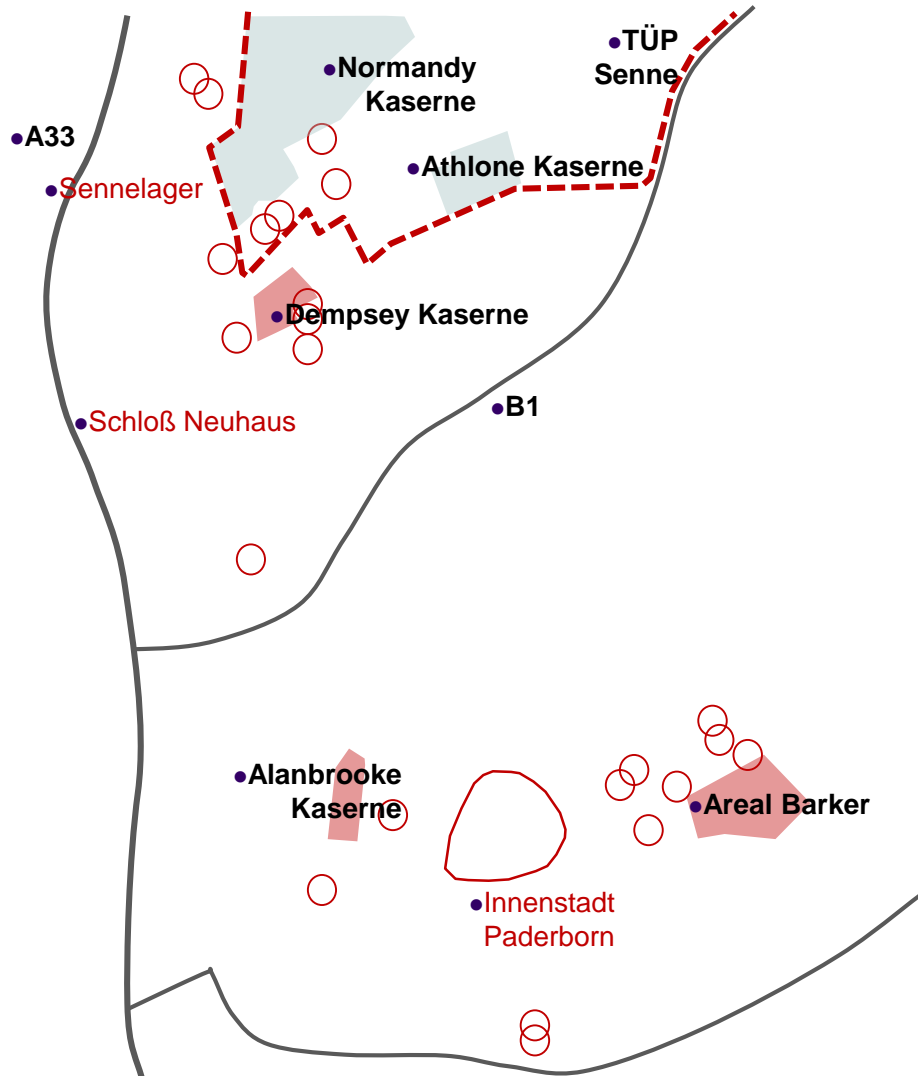 •Normandy
Kaserne
•TÜP
Senne
•A33
•Sennelager
•Athlone Kaserne
•Dempsey Kaserne
•B1
•Schloß Neuhaus
•Alanbrooke
Kaserne
•Areal Barker
•Innenstadt
Paderborn